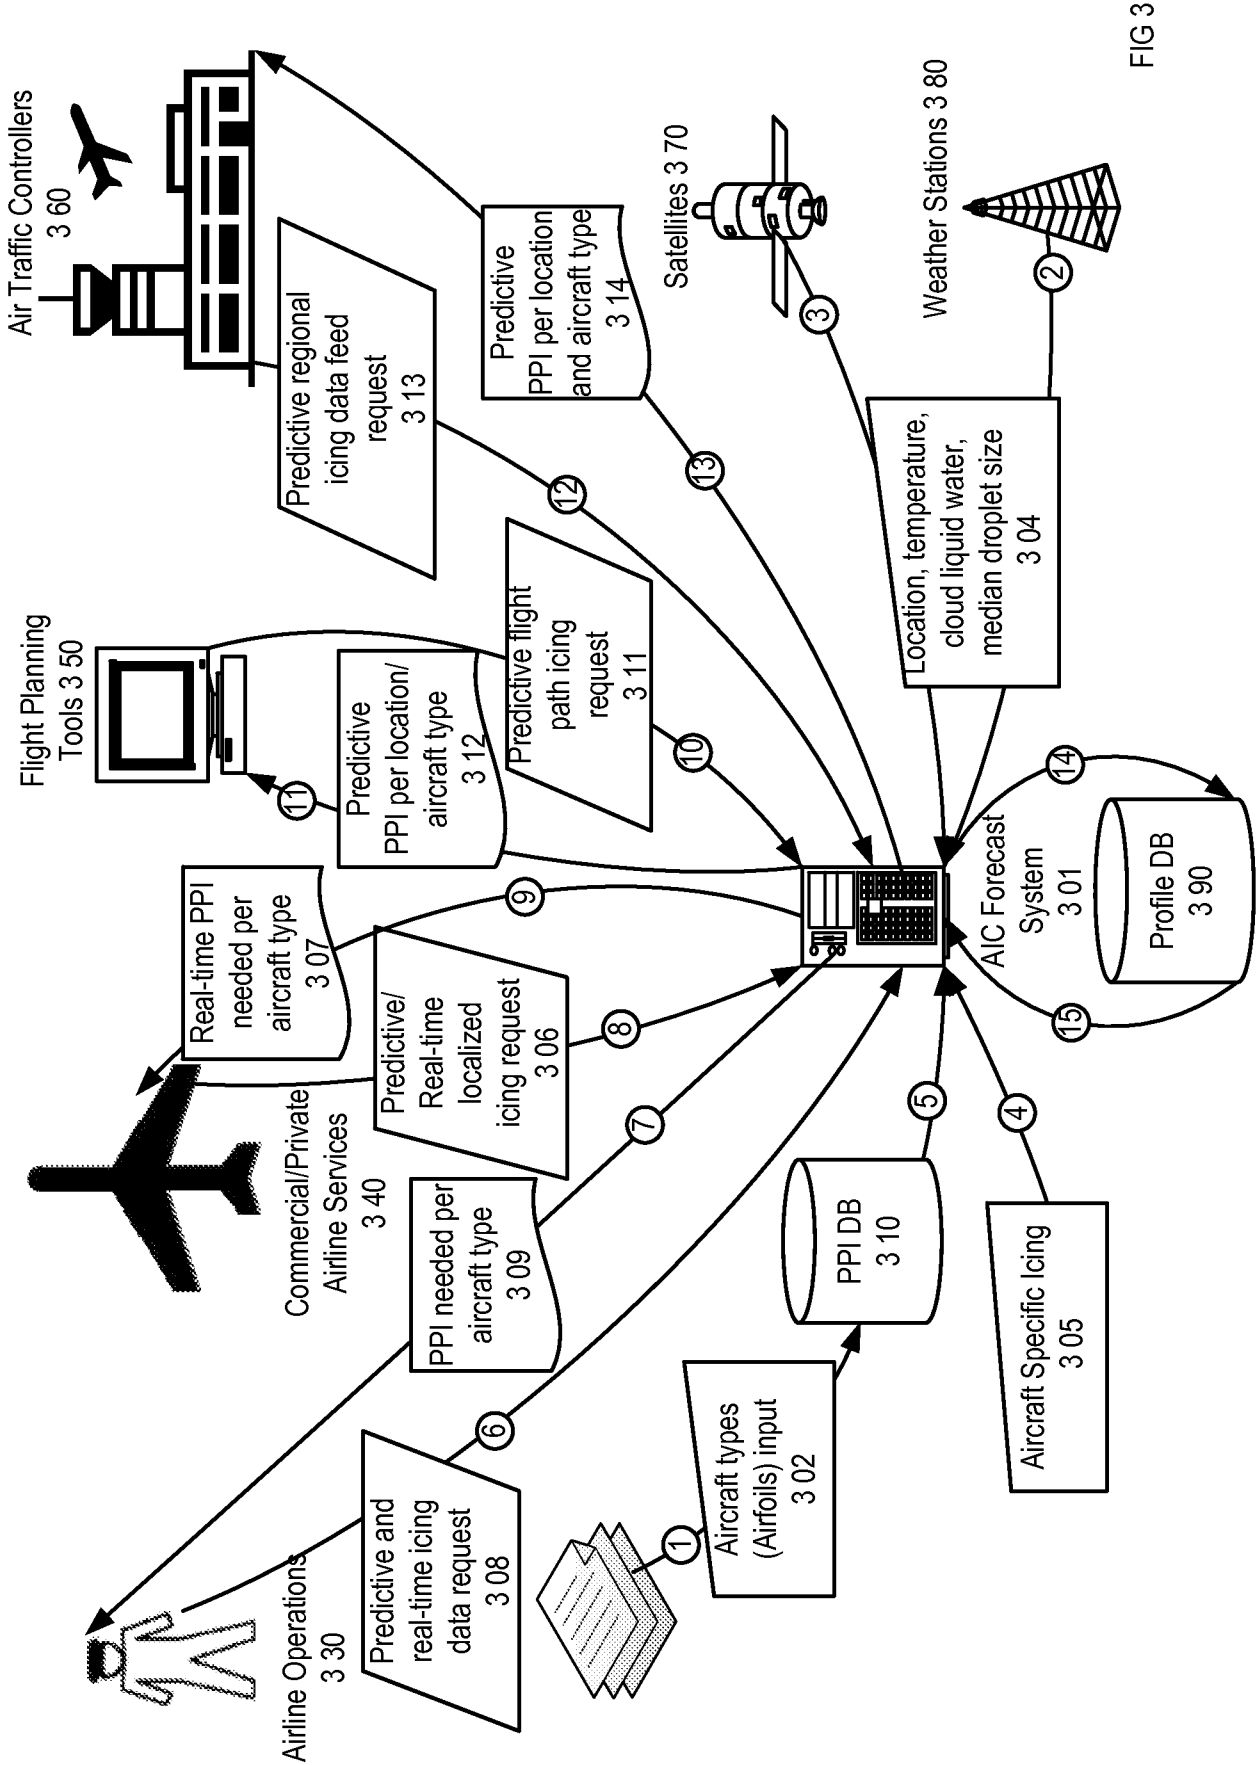 Airline Operations
3 30
Commercial/Private
Airline Services
3 40
Flight Planning
Tools 3 50
Air Traffic Controllers
3 60
Predictive and
real-time icing
data request
3 08
PPI needed per
aircraft type
3 09
Predictive/
Real-time
localized
icing request
3 06
Real-time PPI
needed per
aircraft type
3 07
Predictive
PPI per location/
aircraft type
3 12
Predictive flight
path icing
request
3 11
Predictive regional
icing data feed
request
3 13
Predictive
PPI per location
and aircraft type
3 14
1
6
7
8
9
11
10
12
13
Aircraft types
(Airfoils) input
3 02
PPI DB
3 10
5
4
Aircraft Specific Icing
3 05
AIC Forecast
System
3 01
15
14
Profile DB
3 90
Location, temperature,
cloud liquid water,
median droplet size
3 04
3
2
Satellites 3 70
Weather Stations 3 80
FIG 3